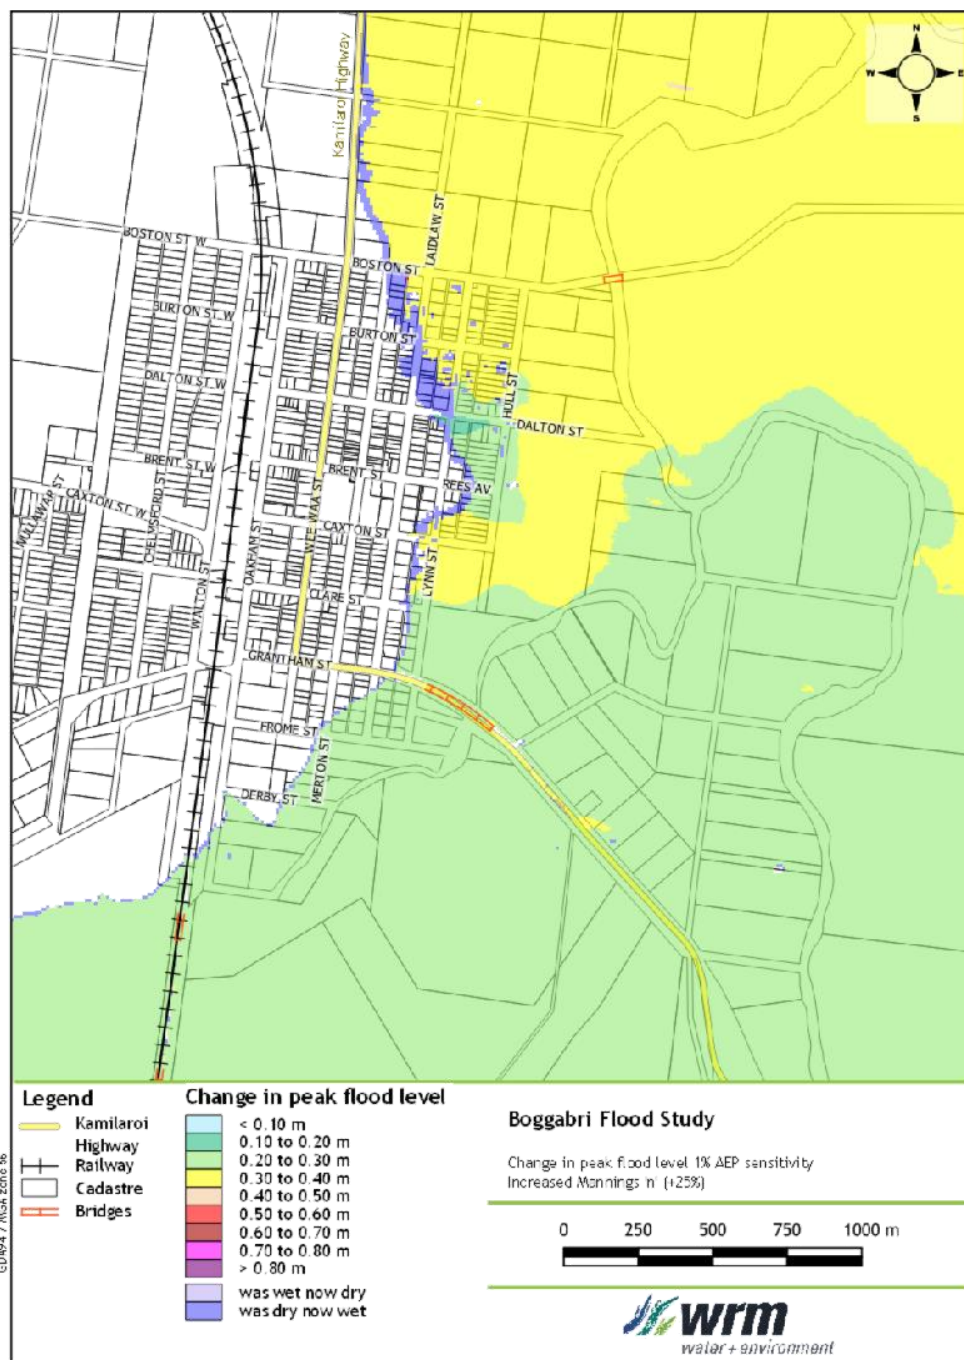 N
W
E
S
Kamilaroi Highway
LAIDLAW ST
BOSTON ST W
BOSTON ST
BURTON ST W
BURTON ST
DALTON ST W
HULL ST
DALTON ST
BRENT ST W
BRENT ST
REES AV
NULLAWAR ST
CAXTON ST W
CHELMSFORD ST
OAKHAM ST
WEE WAA ST
CAXTON ST
LYNN ST
WALTON ST
CLARE ST
GRANTHAM ST
FROME ST
MERTON ST
DERBY ST
Legend
Kamilaroi
Highway
Railway
Cadastre
Bridges
Change in peak flood level
< 0.10 m
0.10 to 0.20 m
0.20 to 0.30 m
0.30 to 0.40 m
0.40 to 0.50 m
0.50 to 0.60 m
0.60 to 0.70 m
0.70 to 0.80 m
> 0.80 m
was wet now dry
was dry now wet
Boggabri Flood Study
Change in peak flood level 1% AEP sensitivity
Increased Mannings 'n' (+25%)
0 250 500 750 1000 m
wrm
water + environment
GDA94 / MGA zone 56